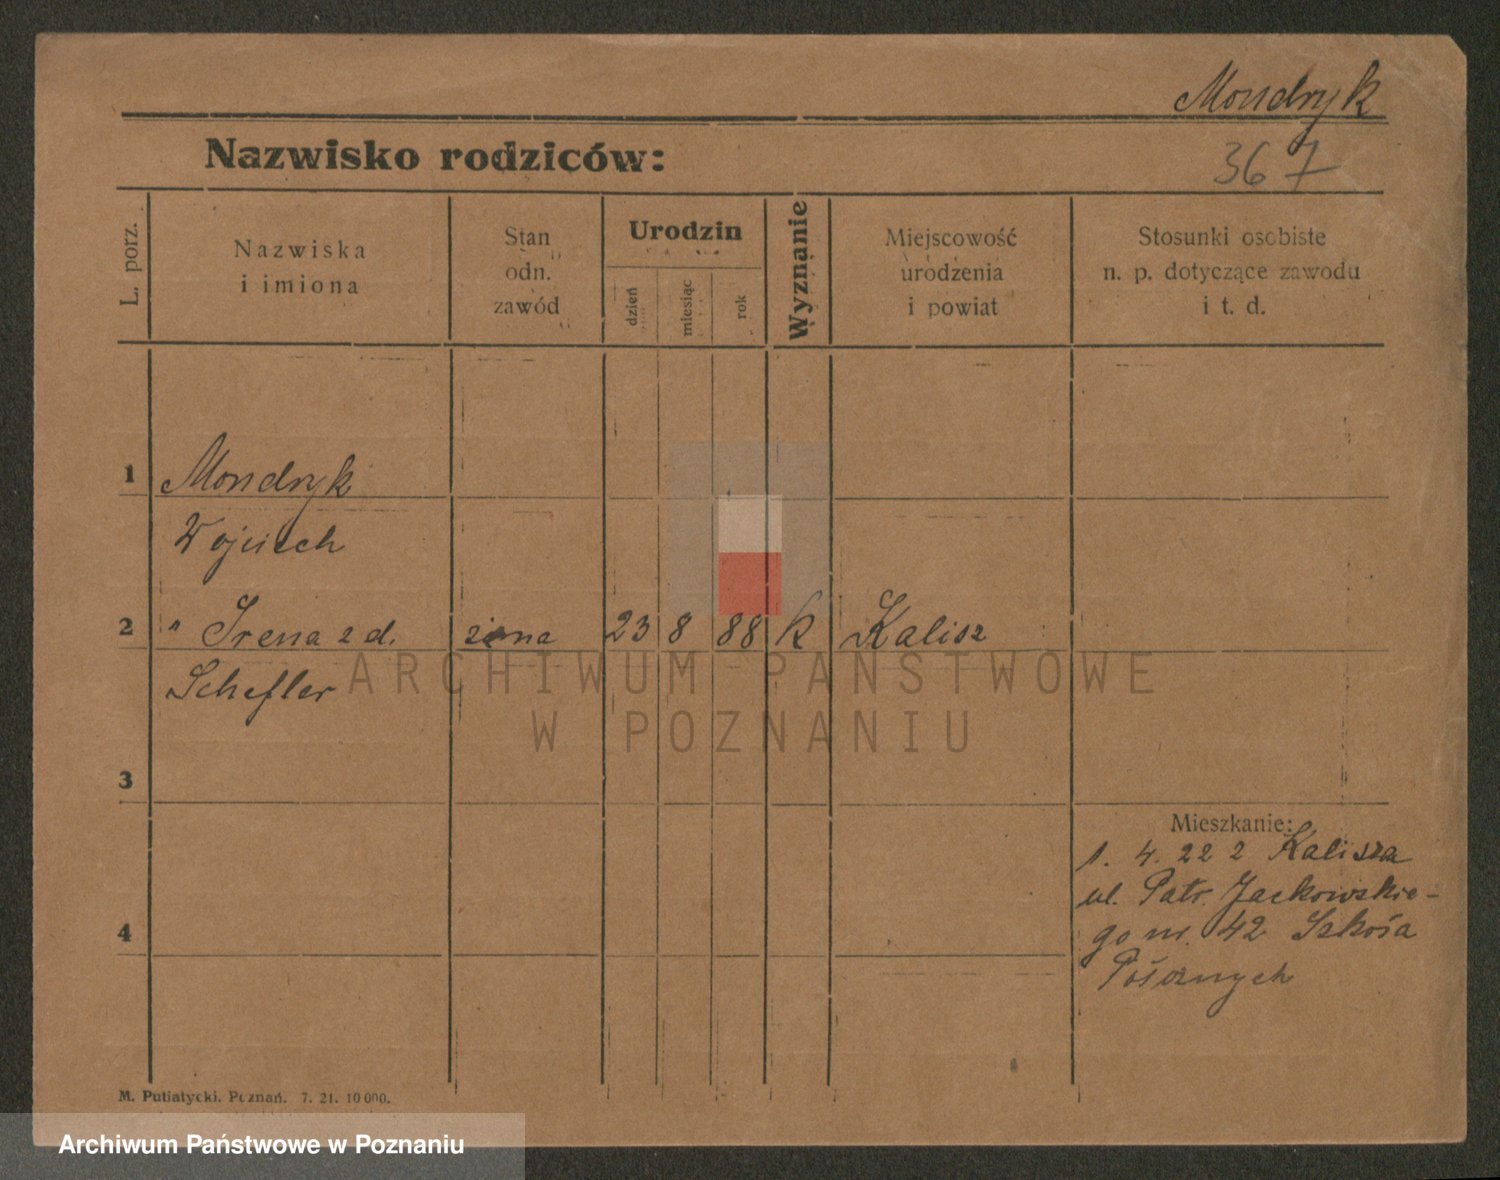 Mondryk
Nazwisko rodziców:
367
L. porz.
Nazwiska
i imiona
Stan
odn.
zawód
Urodzin
dzień
miesiąc
rok
Wyznanie
Miejscowość
urodzenia
i powiat
Stosunki osobiste
n. p. dotyczące zawodu
i t. d.
1 Mondryk
Wojciech
2 " Irena z d. żona 23 8 88 k Kalisz
Schefler
ARCHIWUM PAŃSTWOWE
W POZNANIU
3
Mieszkanie:
1. 4. 22 z Kalisza
ul. Patr. Jackowskie-
4
go nr. 42 Szkoła
Położnych
M. Putiatycki. Poznań. 7. 21. 10 000.
Archiwum Państwowe w Poznaniu